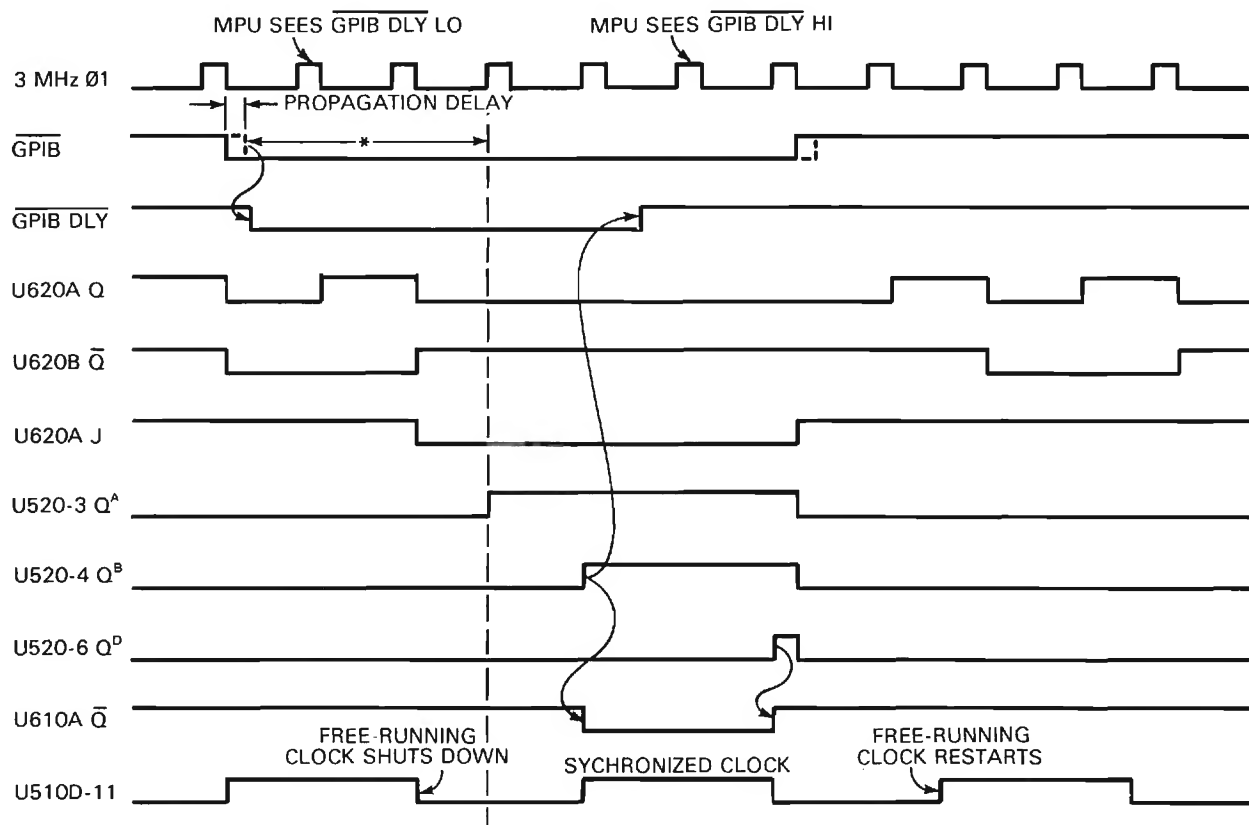 MPU SEES GPIB DLY LO
MPU SEES GPIB DLY HI
3 MHz Ø1
PROPAGATION DELAY
GPIB
*
GPIB DLY
U620A Q
U620B Q̅
U620A J
U520-3 Qᴬ
U520-4 Qᴮ
U520-6 Qᴰ
U610A Q̅
FREE-RUNNING
CLOCK SHUTS DOWN
SYCHRONIZED CLOCK
FREE-RUNNING
CLOCK RESTARTS
U510D-11